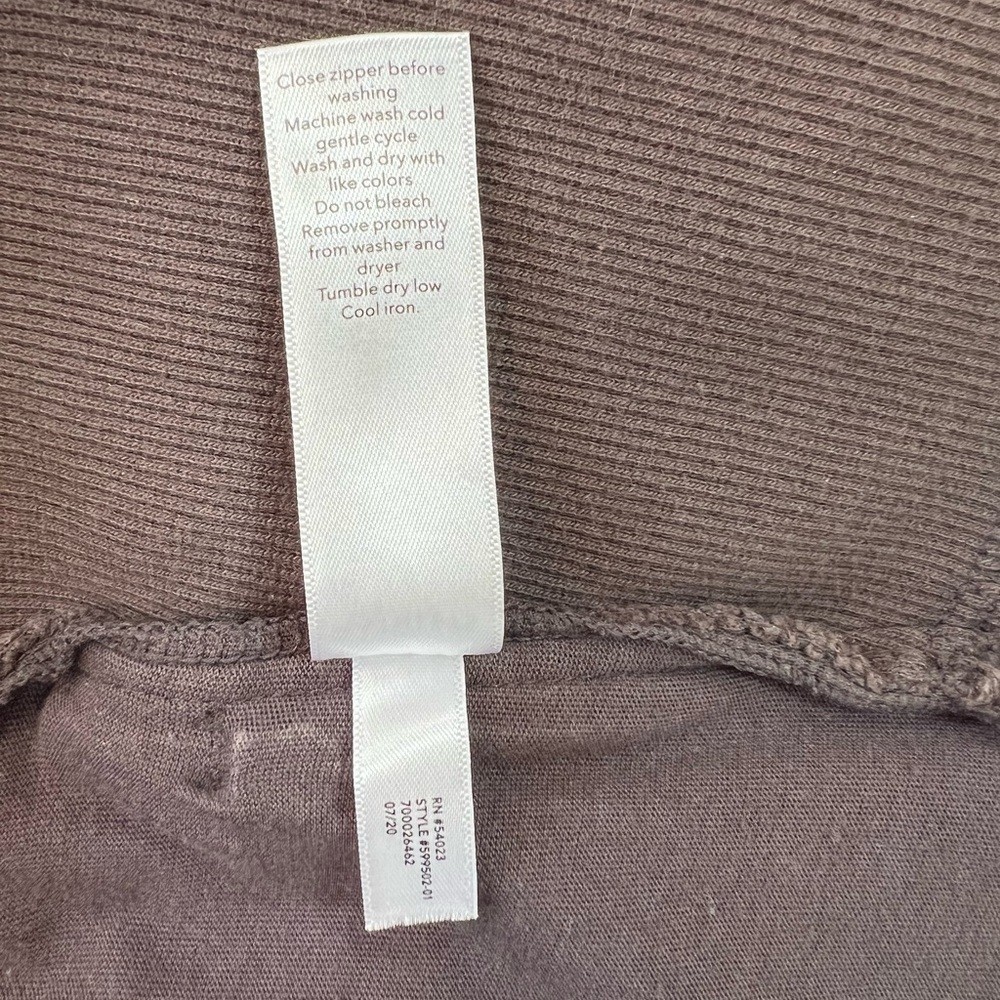 Close zipper before
washing
Machine wash cold
gentle cycle
Wash and dry with
like colors
Do not bleach
Remove promptly
from washer and
dryer
Tumble dry low
Cool iron.
RN #54023
STYLE #599502-01
700026462
07/20